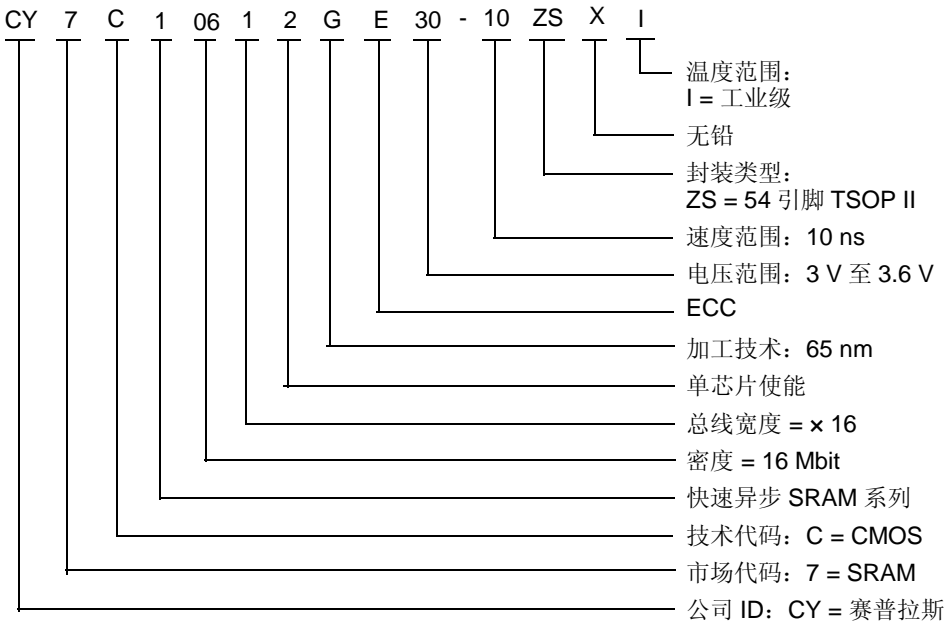 CY 7 C 1 06 1 2 G E 30 - 10 ZS X I
温度范围：
I = 工业级
无铅
封装类型：
ZS = 54 引脚 TSOP II
速度范围：10 ns
电压范围：3 V 至 3.6 V
ECC
加工技术：65 nm
单芯片使能
总线宽度 = × 16
密度 = 16 Mbit
快速异步 SRAM 系列
技术代码：C = CMOS
市场代码：7 = SRAM
公司 ID：CY = 赛普拉斯